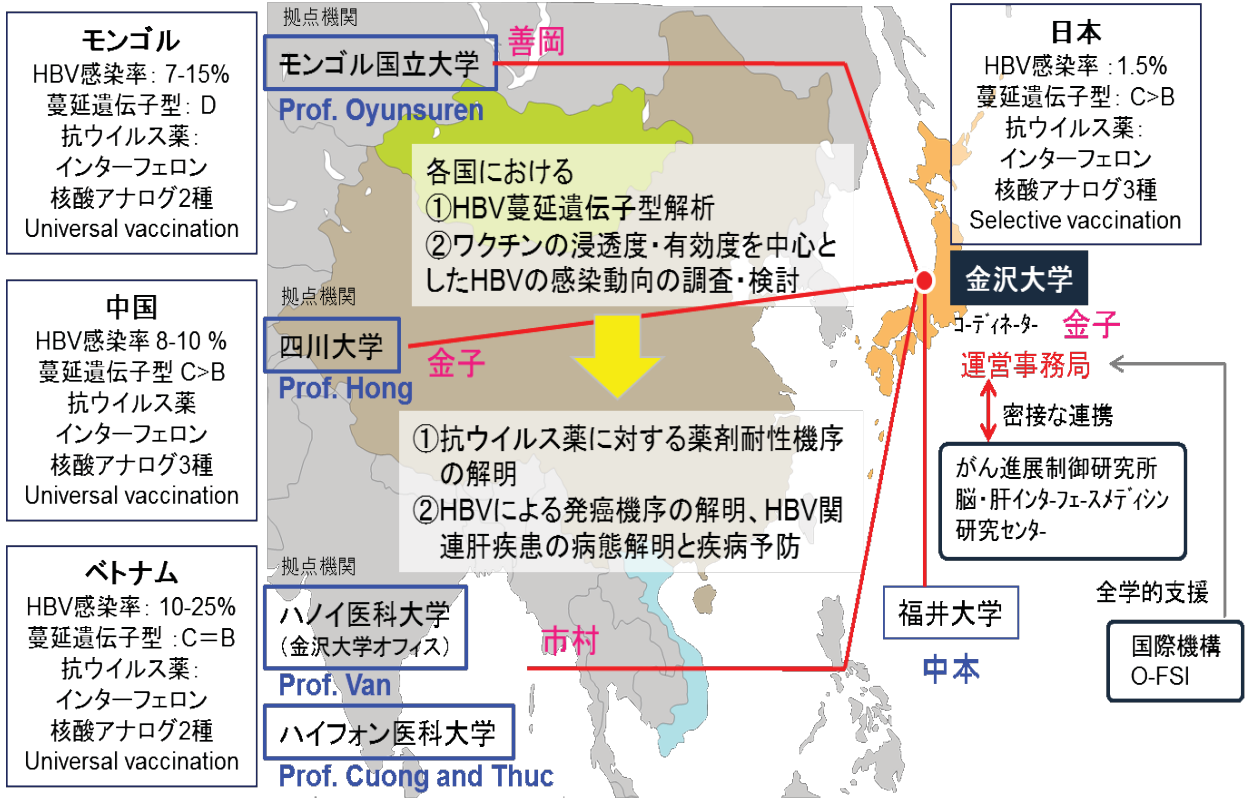 モンゴル
HBV感染率：7-15%
蔓延遺伝子型：D
抗ウイルス薬：
インターフェロン
核酸アナログ2種
Universal vaccination
中国
HBV感染率 8-10 %
蔓延遺伝子型 C>B
抗ウイルス薬
インターフェロン
核酸アナログ3種
Universal vaccination
ベトナム
HBV感染率：10-25%
蔓延遺伝子型：C＝B
抗ウイルス薬：
インターフェロン
核酸アナログ2種
Universal vaccination
拠点機関
モンゴル国立大学
善岡
Prof. Oyunsuren
各国における
①HBV蔓延遺伝子型解析
②ワクチンの浸透度・有効度を中心と
したHBVの感染動向の調査・検討
拠点機関
四川大学
金子
Prof. Hong
①抗ウイルス薬に対する薬剤耐性機序
の解明
②HBVによる発癌機序の解明、HBV関
連肝疾患の病態解明と疾病予防
拠点機関
ハノイ医科大学
(金沢大学オフィス)
市村
Prof. Van
ハイフォン医科大学
Prof. Cuong and Thuc
日本
HBV感染率：1.5%
蔓延遺伝子型：C>B
抗ウイルス薬：
インターフェロン
核酸アナログ3種
Selective vaccination
金沢大学
コーディネーター 金子
運営事務局
密接な連携
がん進展制御研究所
脳・肝インターフェースメディシン
研究センター
福井大学
中本
全学的支援
国際機構
O-FSI